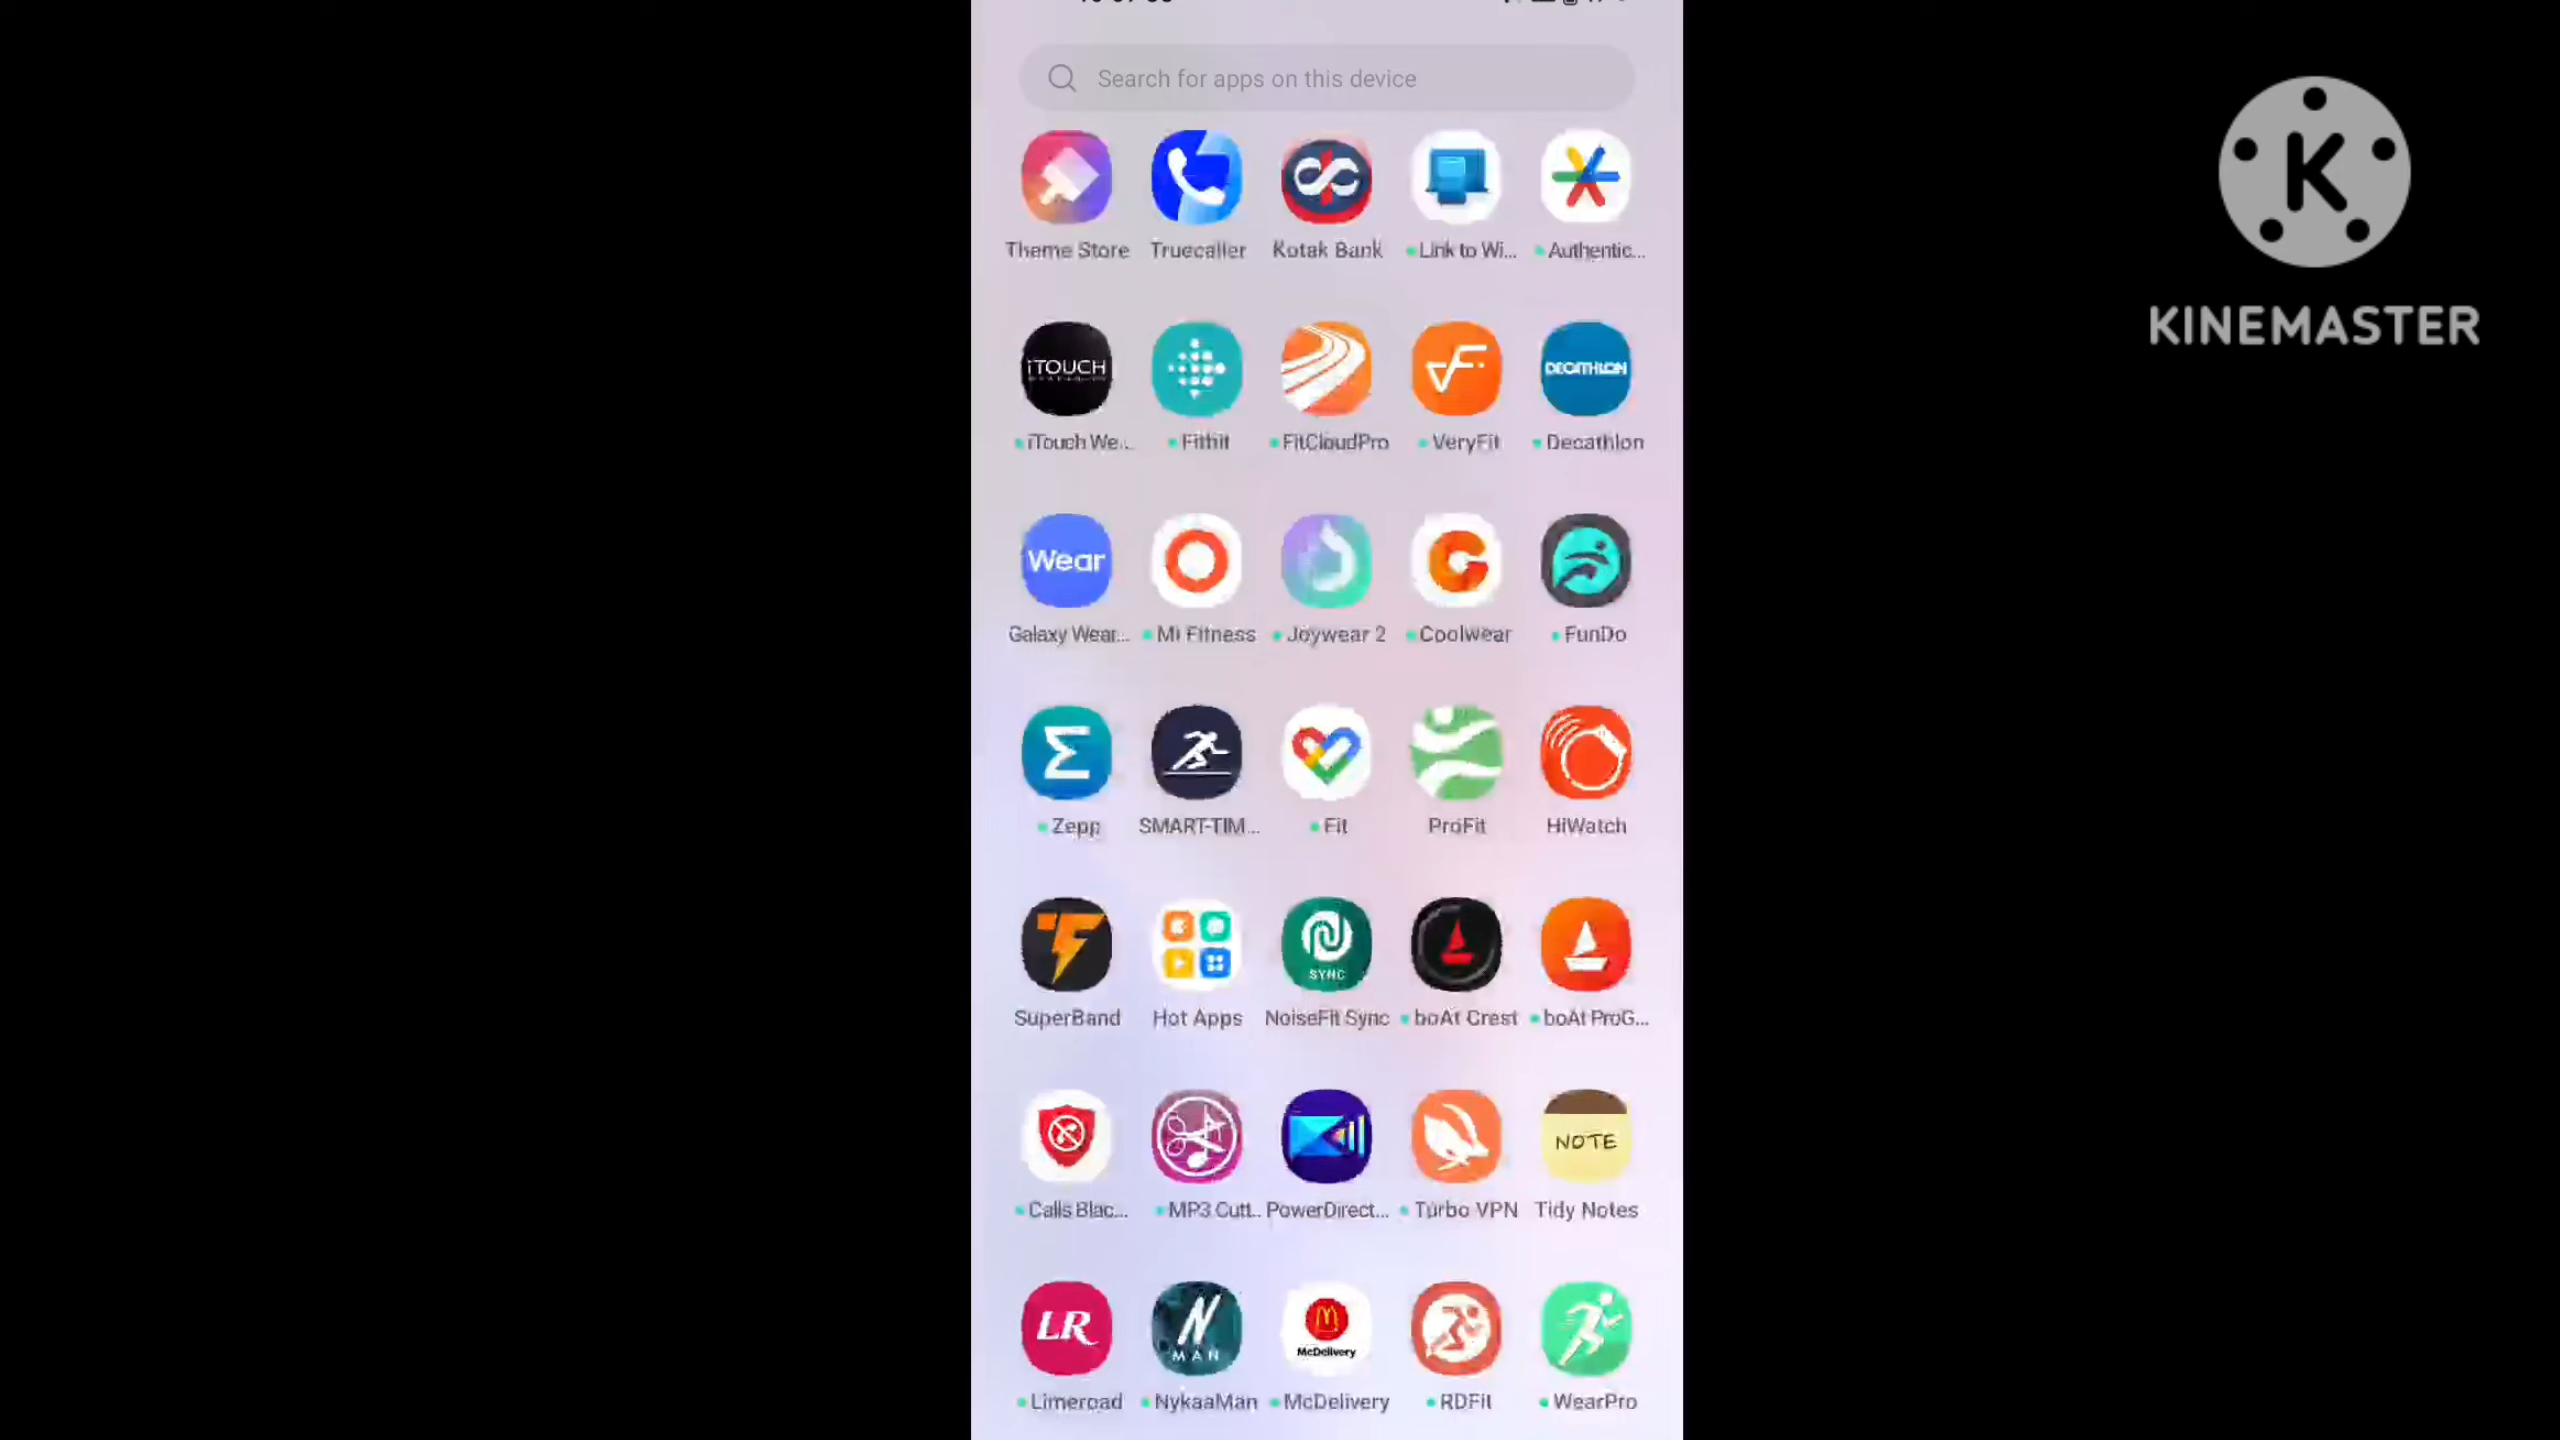 Search for apps on this device
K
KINEMASTER
Theme Store Truecaller Kotak Bank Link to Wi... Authentic...
iTOUCH DECATHLON
iTouch We... Fitbit FitCloudPro VeryFit Decathlon
Wear
Galaxy Wear... Mi Fitness Joywear 2 Coolwear FunDo
Zepp SMART-TIM... Fit ProFit HiWatch
SYNC
SuperBand Hot Apps NoiseFit Sync boAt Crest boAt ProG...
NOTE
Calls Blac... MP3 Cutt.. PowerDirect... Turbo VPN Tidy Notes
LR N MAN McDelivery
Limeroad NykaaMan McDelivery RDFit WearPro